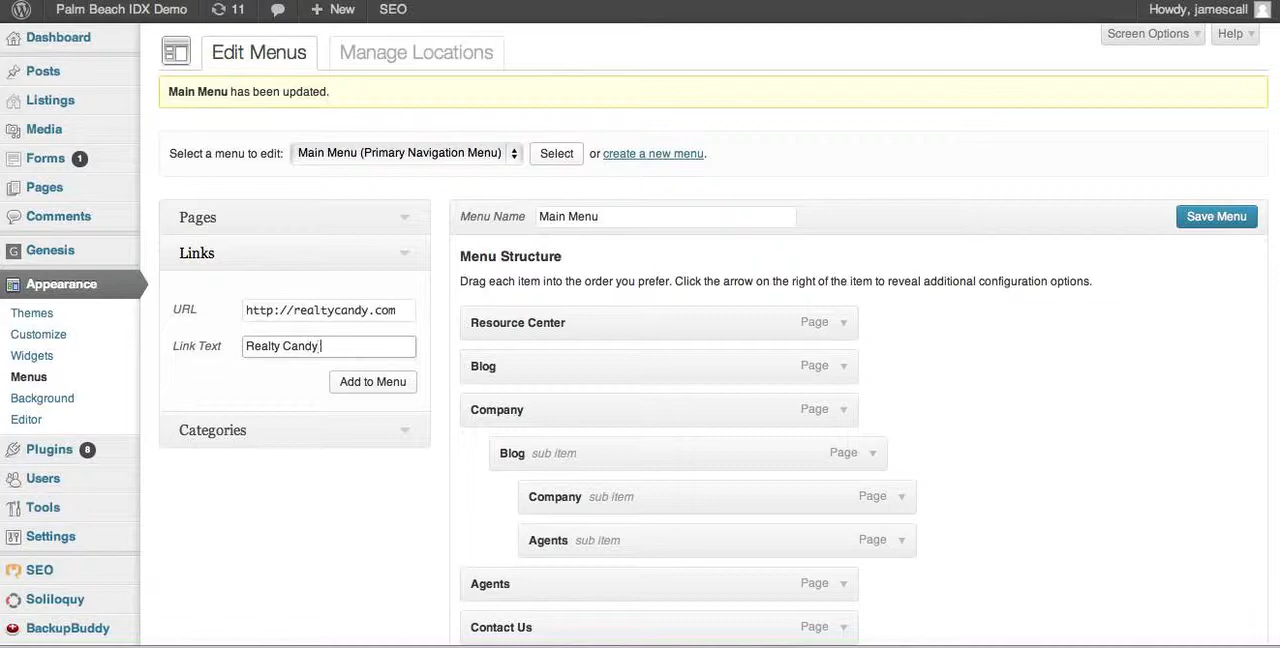 Palm Beach IDX Demo
11
New
SEO
Howdy, jamescall
Dashboard
Posts
Listings
Media
Forms 1
Pages
Comments
Genesis
Appearance
Themes
Customize
Widgets
Menus
Background
Editor
Plugins 8
Users
Tools
Settings
SEO
Soliloquy
BackupBuddy
Screen Options
Help
Edit Menus
Manage Locations
Main Menu has been updated.
Select a menu to edit: Main Menu (Primary Navigation Menu) Select or create a new menu.
Pages
Links
URL http://realtycandy.com
Link Text Realty Candy
Add to Menu
Categories
Menu Name Main Menu
Save Menu
Menu Structure
Drag each item into the order you prefer. Click the arrow on the right of the item to reveal additional configuration options.
Resource Center Page
Blog Page
Company Page
Blog sub item Page
Company sub item Page
Agents sub item Page
Agents Page
Contact Us Page